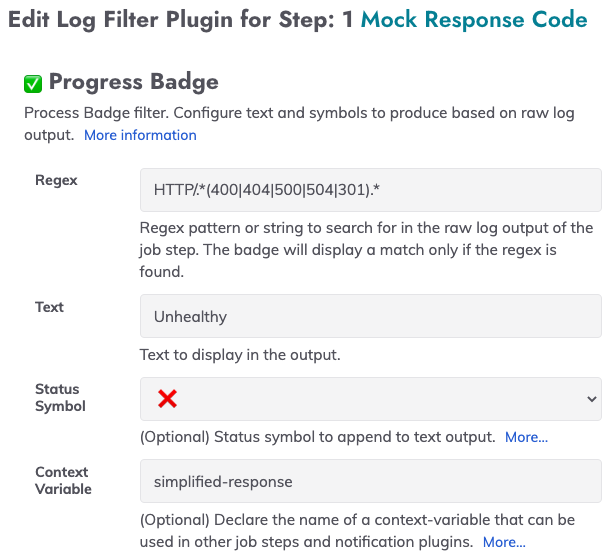 Edit Log Filter Plugin for Step: 1 Mock Response Code
✅ Progress Badge
Process Badge filter. Configure text and symbols to produce based on raw log
output. More information
Regex
HTTP/.*(400|404|500|504|301).*
Regex pattern or string to search for in the raw log output of the
job step. The badge will display a match only if the regex is
found.
Text
Unhealthy
Text to display in the output.
Status
Symbol
❌
(Optional) Status symbol to append to text output. More...
Context
Variable
simplified-response
(Optional) Declare the name of a context-variable that can be
used in other job steps and notification plugins. More...